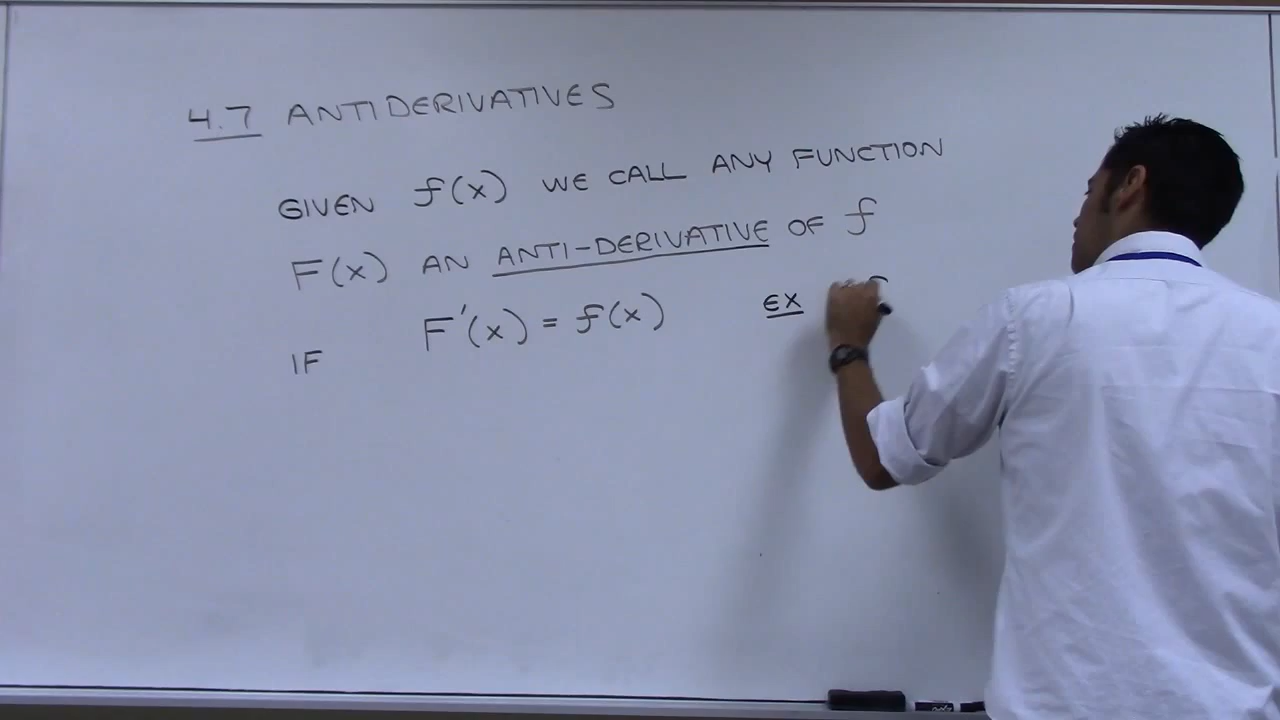 4.7 ANTIDERIVATIVES
GIVEN f(x) WE CALL ANY FUNCTION
F(x) AN ANTI-DERIVATIVE OF f
IF F'(x) = f(x)
EX